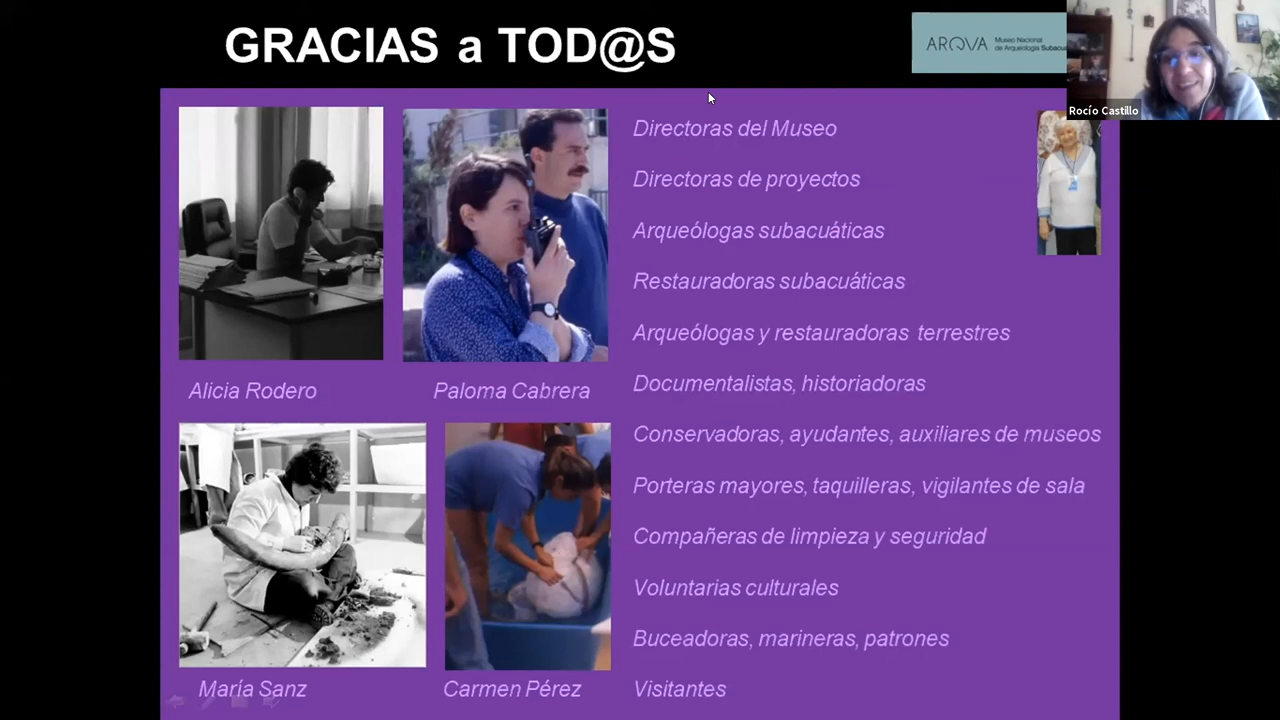 GRACIAS a TOD@S
AROVA
Museo Nacional
de Arqueología
Rocío Castillo
Alicia Rodero
Paloma Cabrera
María Sanz
Carmen Pérez
Directoras del Museo
Directoras de proyectos
Arqueólogas subacuáticas
Restauradoras subacuáticas
Arqueólogas y restauradoras terrestres
Documentalistas, historiadoras
Conservadoras, ayudantes, auxiliares de museos
Porteras mayores, taquilleras, vigilantes de sala
Compañeras de limpieza y seguridad
Voluntarias culturales
Buceadoras, marineras, patrones
Visitantes